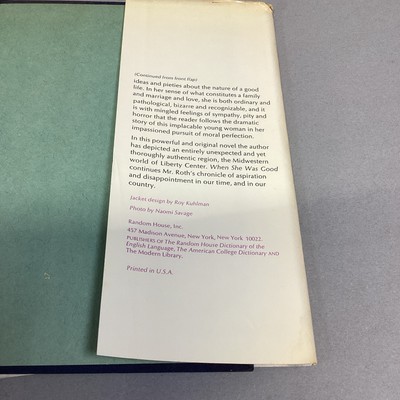 (Continued from front flap)
ideas and pieties about the nature of a good
life. In her sense of what constitutes a family
and marriage and love, she is both ordinary and
pathological, bizarre and recognizable, and it
is with mingled feelings of sympathy, pity and
horror that the reader follows the dramatic
story of this implacable young woman in her
impassioned pursuit of moral perfection.
In this powerful and original novel the author
has depicted an entirely unexpected and yet
thoroughly authentic region, the Midwestern
world of Liberty Center. When She Was Good
continues Mr. Roth's chronicle of aspiration
and disappointment in our time, and in our
country.
Jacket design by Roy Kuhlman
Photo by Naomi Savage
Random House, Inc.
457 Madison Avenue, New York, New York 10022.
PUBLISHERS OF The Random House Dictionary of the
English Language, The American College Dictionary AND
The Modern Library.
Printed in U.S.A.